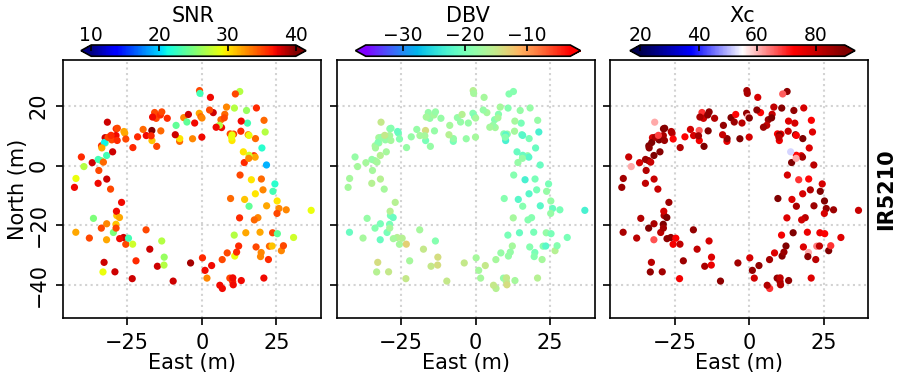 SNR DBV Xc
10 20 30 40 −30 −20 −10 20 40 60 80
North (m)
20
0
−20
−40
−25 0 25 −25 0 25 −25 0 25
East (m) East (m) East (m)
IR5210